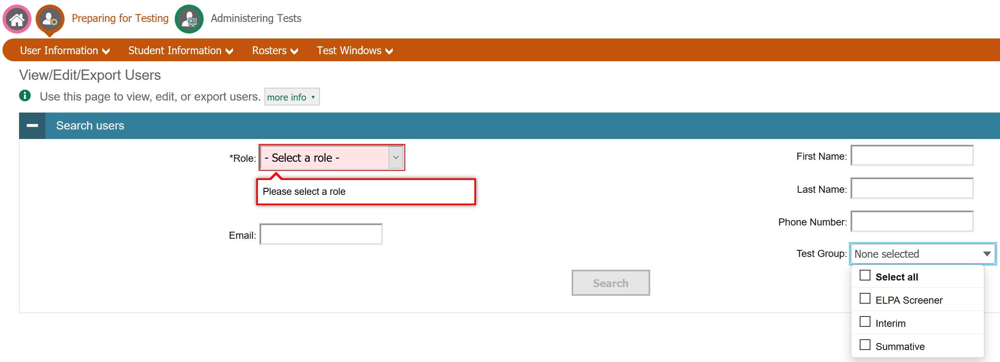 Preparing for Testing
Administering Tests
User Information
Student Information
Rosters
Test Windows
View/Edit/Export Users
Use this page to view, edit, or export users.
more info
Search users
*Role:
- Select a role -
Please select a role
Email:
First Name:
Last Name:
Phone Number:
Test Group:
None selected
Select all
ELPA Screener
Interim
Summative
Search